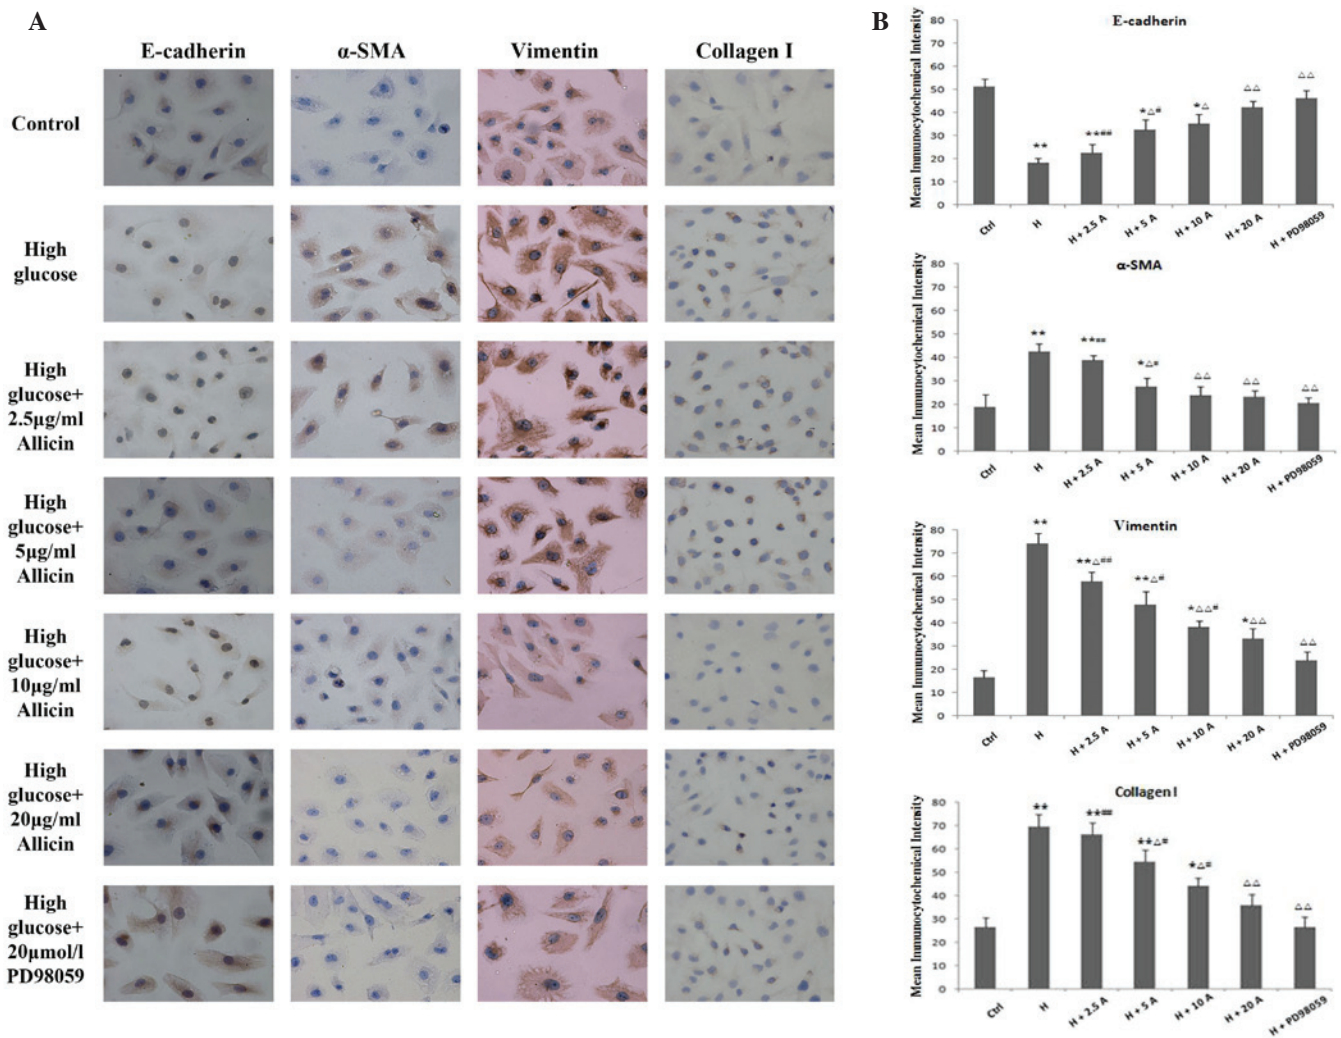 A
E-cadherin
α-SMA
Vimentin
Collagen I
Control
High
glucose
High
glucose+
2.5µg/ml
Allicin
High
glucose+
5µg/ml
Allicin
High
glucose+
10µg/ml
Allicin
High
glucose+
20µg/ml
Allicin
High
glucose+
20µmol/l
PD98059
B
E-cadherin
Mean Immunocytochemical Intensity
80
70
60
50
40
30
20
10
0
**
**##
*△#
*△
△△
△△
Ctrl
H
H + 2.5 A
H + 5 A
H + 10 A
H + 20 A
H + PD98059
α-SMA
Mean Immunocytochemical Intensity
80
70
60
50
40
30
20
10
0
**
**##
*△#
△△
△△
△△
Ctrl
H
H + 2.5 A
H + 5 A
H + 10 A
H + 20 A
H + PD98059
Vimentin
Mean Immunocytochemical Intensity
80
70
60
50
40
30
20
10
0
**
**△##
**△#
*△△#
*△△
△△
Ctrl
H
H + 2.5 A
H + 5 A
H + 10 A
H + 20 A
H + PD98059
Collagen I
Mean Immunocytochemical Intensity
80
70
60
50
40
30
20
10
0
**
**##
**△#
*△#
△△
△△
Ctrl
H
H + 2.5 A
H + 5 A
H + 10 A
H + 20 A
H + PD98059